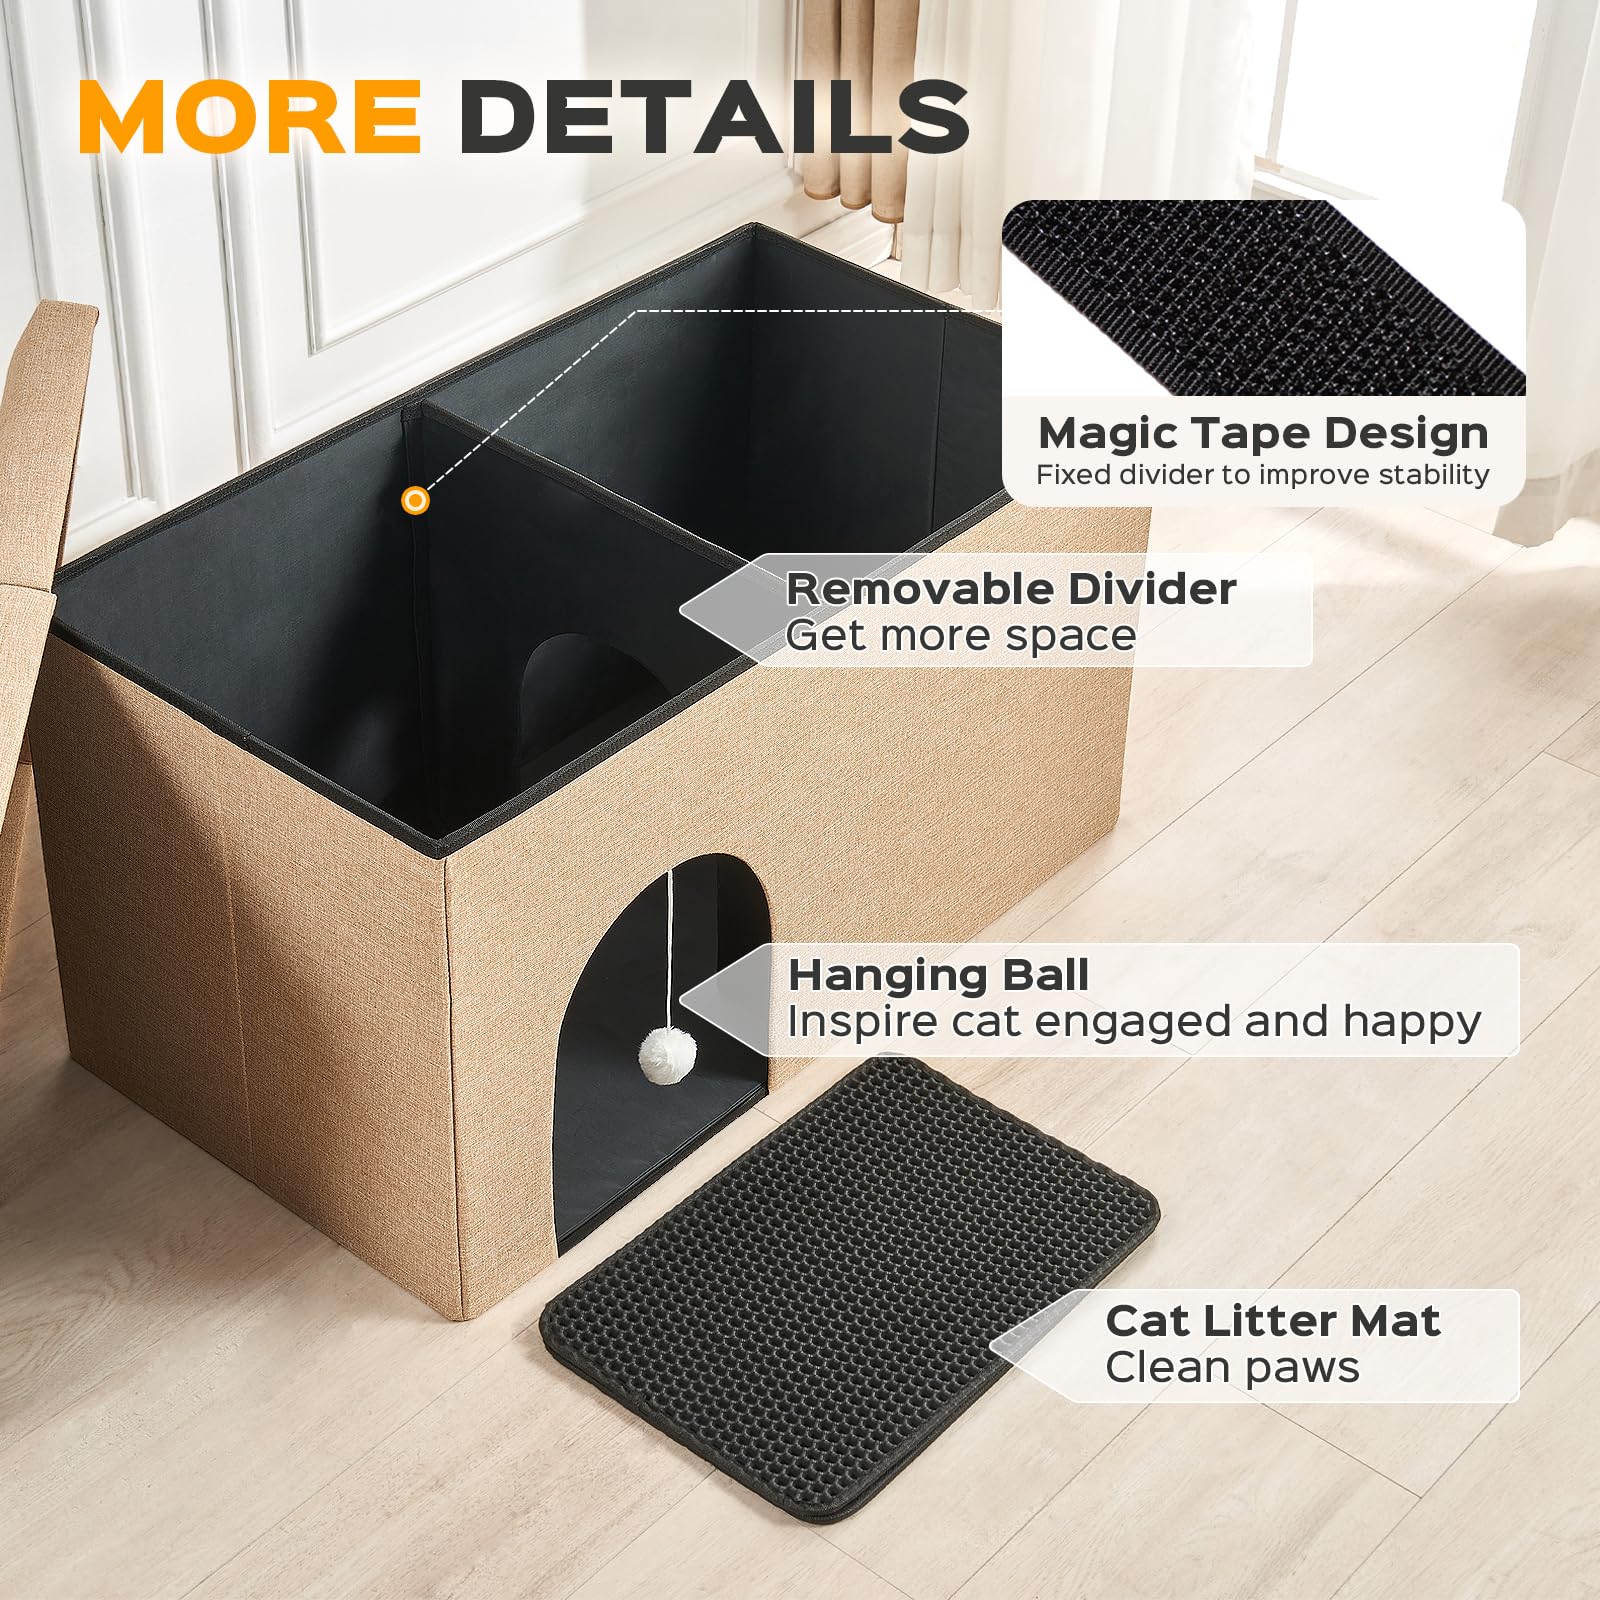 MORE DETAILS
Magic Tape Design
Fixed divider to improve stability
Removable Divider
Get more space
Hanging Ball
Inspire cat engaged and happy
Cat Litter Mat
Clean paws